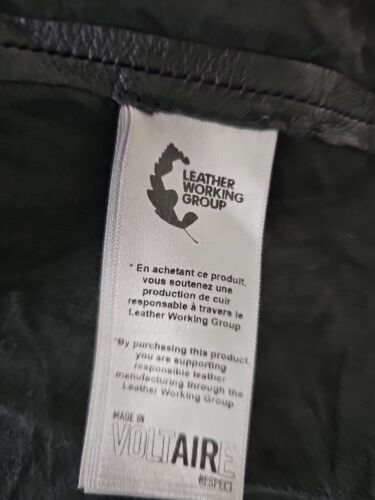 LEATHER
WORKING
GROUP
* En achetant ce produit,
vous soutenez une
production de cuir
responsable à travers le
Leather Working Group
*By purchasing this product,
you are supporting
responsible leather
manufacturing through the
Leather Working Group
MADE IN
VOLTAIRE
RESPECT